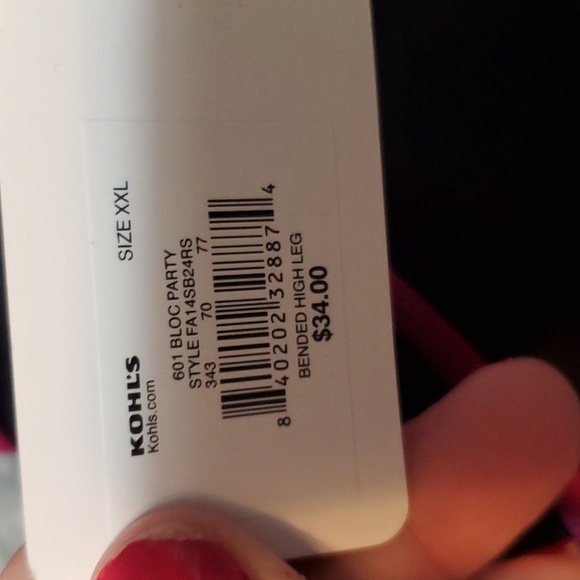 KOHL'S SIZE XXL
Kohls.com
601 BLOC PARTY
STYLE FA14SB24RS
343 70 77
8 40202 32887 4
BENDED HIGH LEG
$34.00